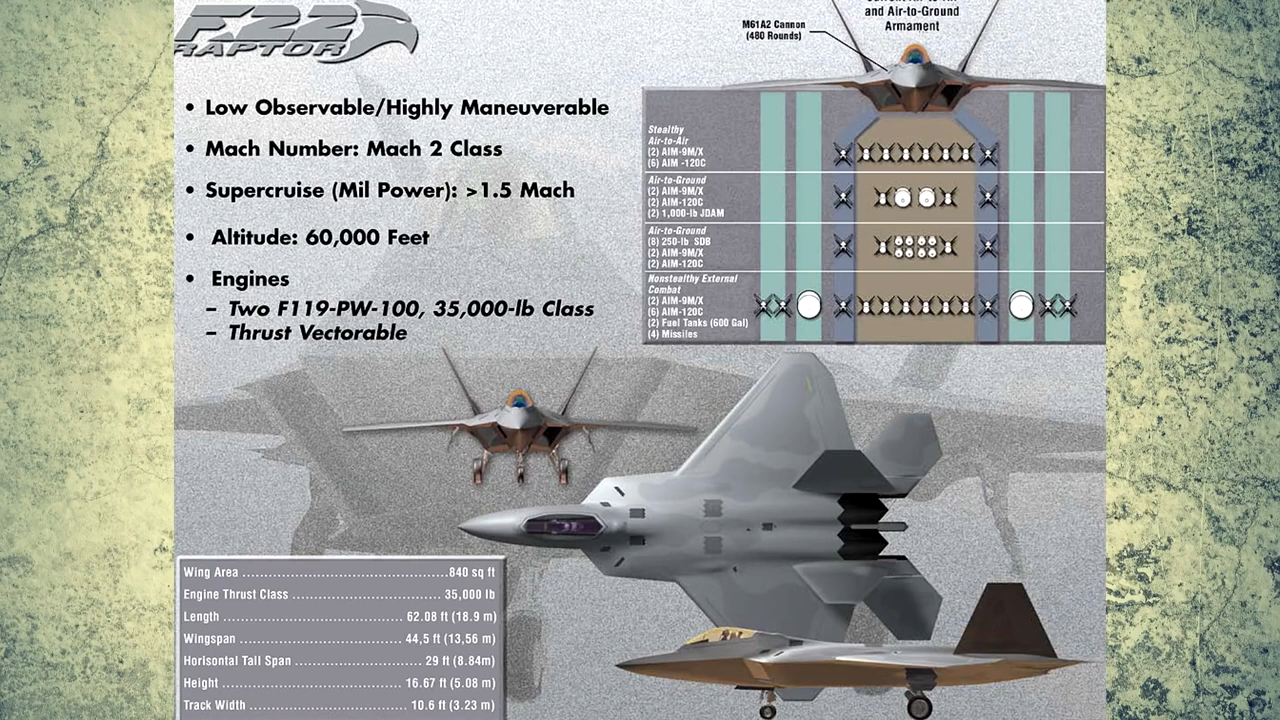 F22
RAPTOR
• Low Observable/Highly Maneuverable
• Mach Number: Mach 2 Class
• Supercruise (Mil Power): >1.5 Mach
• Altitude: 60,000 Feet
• Engines
– Two F119-PW-100, 35,000-lb Class
– Thrust Vectorable
and Air-to-Ground
Armament
M61A2 Cannon
(480 Rounds)
Stealthy
Air-to-Air
(2) AIM-9M/X
(6) AIM -120C
Air-to-Ground
(2) AIM-9M/X
(2) AIM-120C
(2) 1,000-lb JDAM
Air-to-Ground
(8) 250-lb SDB
(2) AIM-9M/X
(2) AIM-120C
Nonstealthy External
Combat
(2) AIM-9M/X
(6) AIM-120C
(2) Fuel Tanks (600 Gal)
(4) Missiles
Wing Area 840 sq ft
Engine Thrust Class 35,000 lb
Length 62.08 ft (18.9 m)
Wingspan 44,5 ft (13,56 m)
Horisontal Tail Span 29 ft (8.84m)
Height 16.67 ft (5.08 m)
Track Width 10.6 ft (3.23 m)